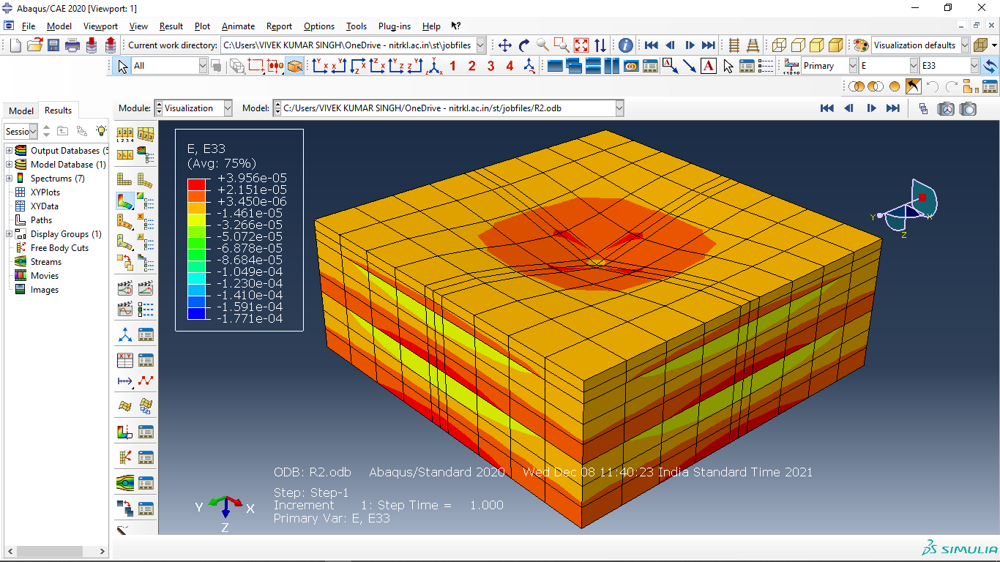 Abaqus/CAE 2020 [Viewport: 1]
File Model Viewport View Result Plot Animate Report Options Tools Plug-ins Help
Current work directory: C:\Users\VIVEK KUMAR SINGH\OneDrive - nitrkl.ac.in\st\jobfiles
Visualization defaults
All
1 2 3 4
Primary E E33
Model Results
Module: Visualization Model: C:/Users/VIVEK KUMAR SINGH/OneDrive - nitrkl.ac.in/st/jobfiles/R2.odb
Sessio
Output Databases (5
Model Database (1)
Spectrums (7)
XYPlots
XYData
Paths
Display Groups (1)
Free Body Cuts
Streams
Movies
Images
E, E33
(Avg: 75%)
+3.956e-05
+2.151e-05
+3.450e-06
-1.461e-05
-3.266e-05
-5.072e-05
-6.878e-05
-8.684e-05
-1.049e-04
-1.230e-04
-1.410e-04
-1.591e-04
-1.771e-04
Y X
Z
ODB: R2.odb Abaqus/Standard 2020 Wed Dec 08 11:40:23 India Standard Time 2021
Step: Step-1
Increment 1: Step Time = 1.000
Primary Var: E, E33
Y X
Z
SIMULIA